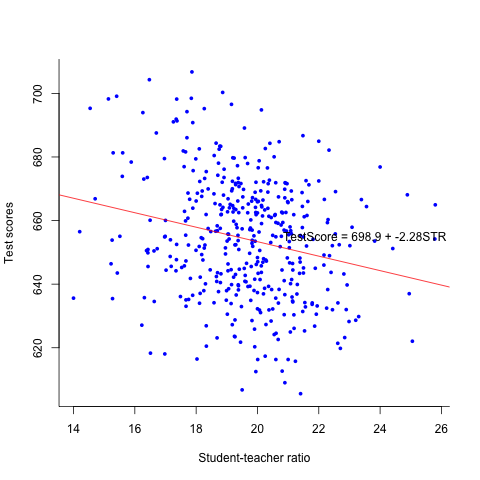 700
680
660
640
620
Test scores
TestScore = 698.9 + -2.28STR
14 16 18 20 22 24 26
Student-teacher ratio